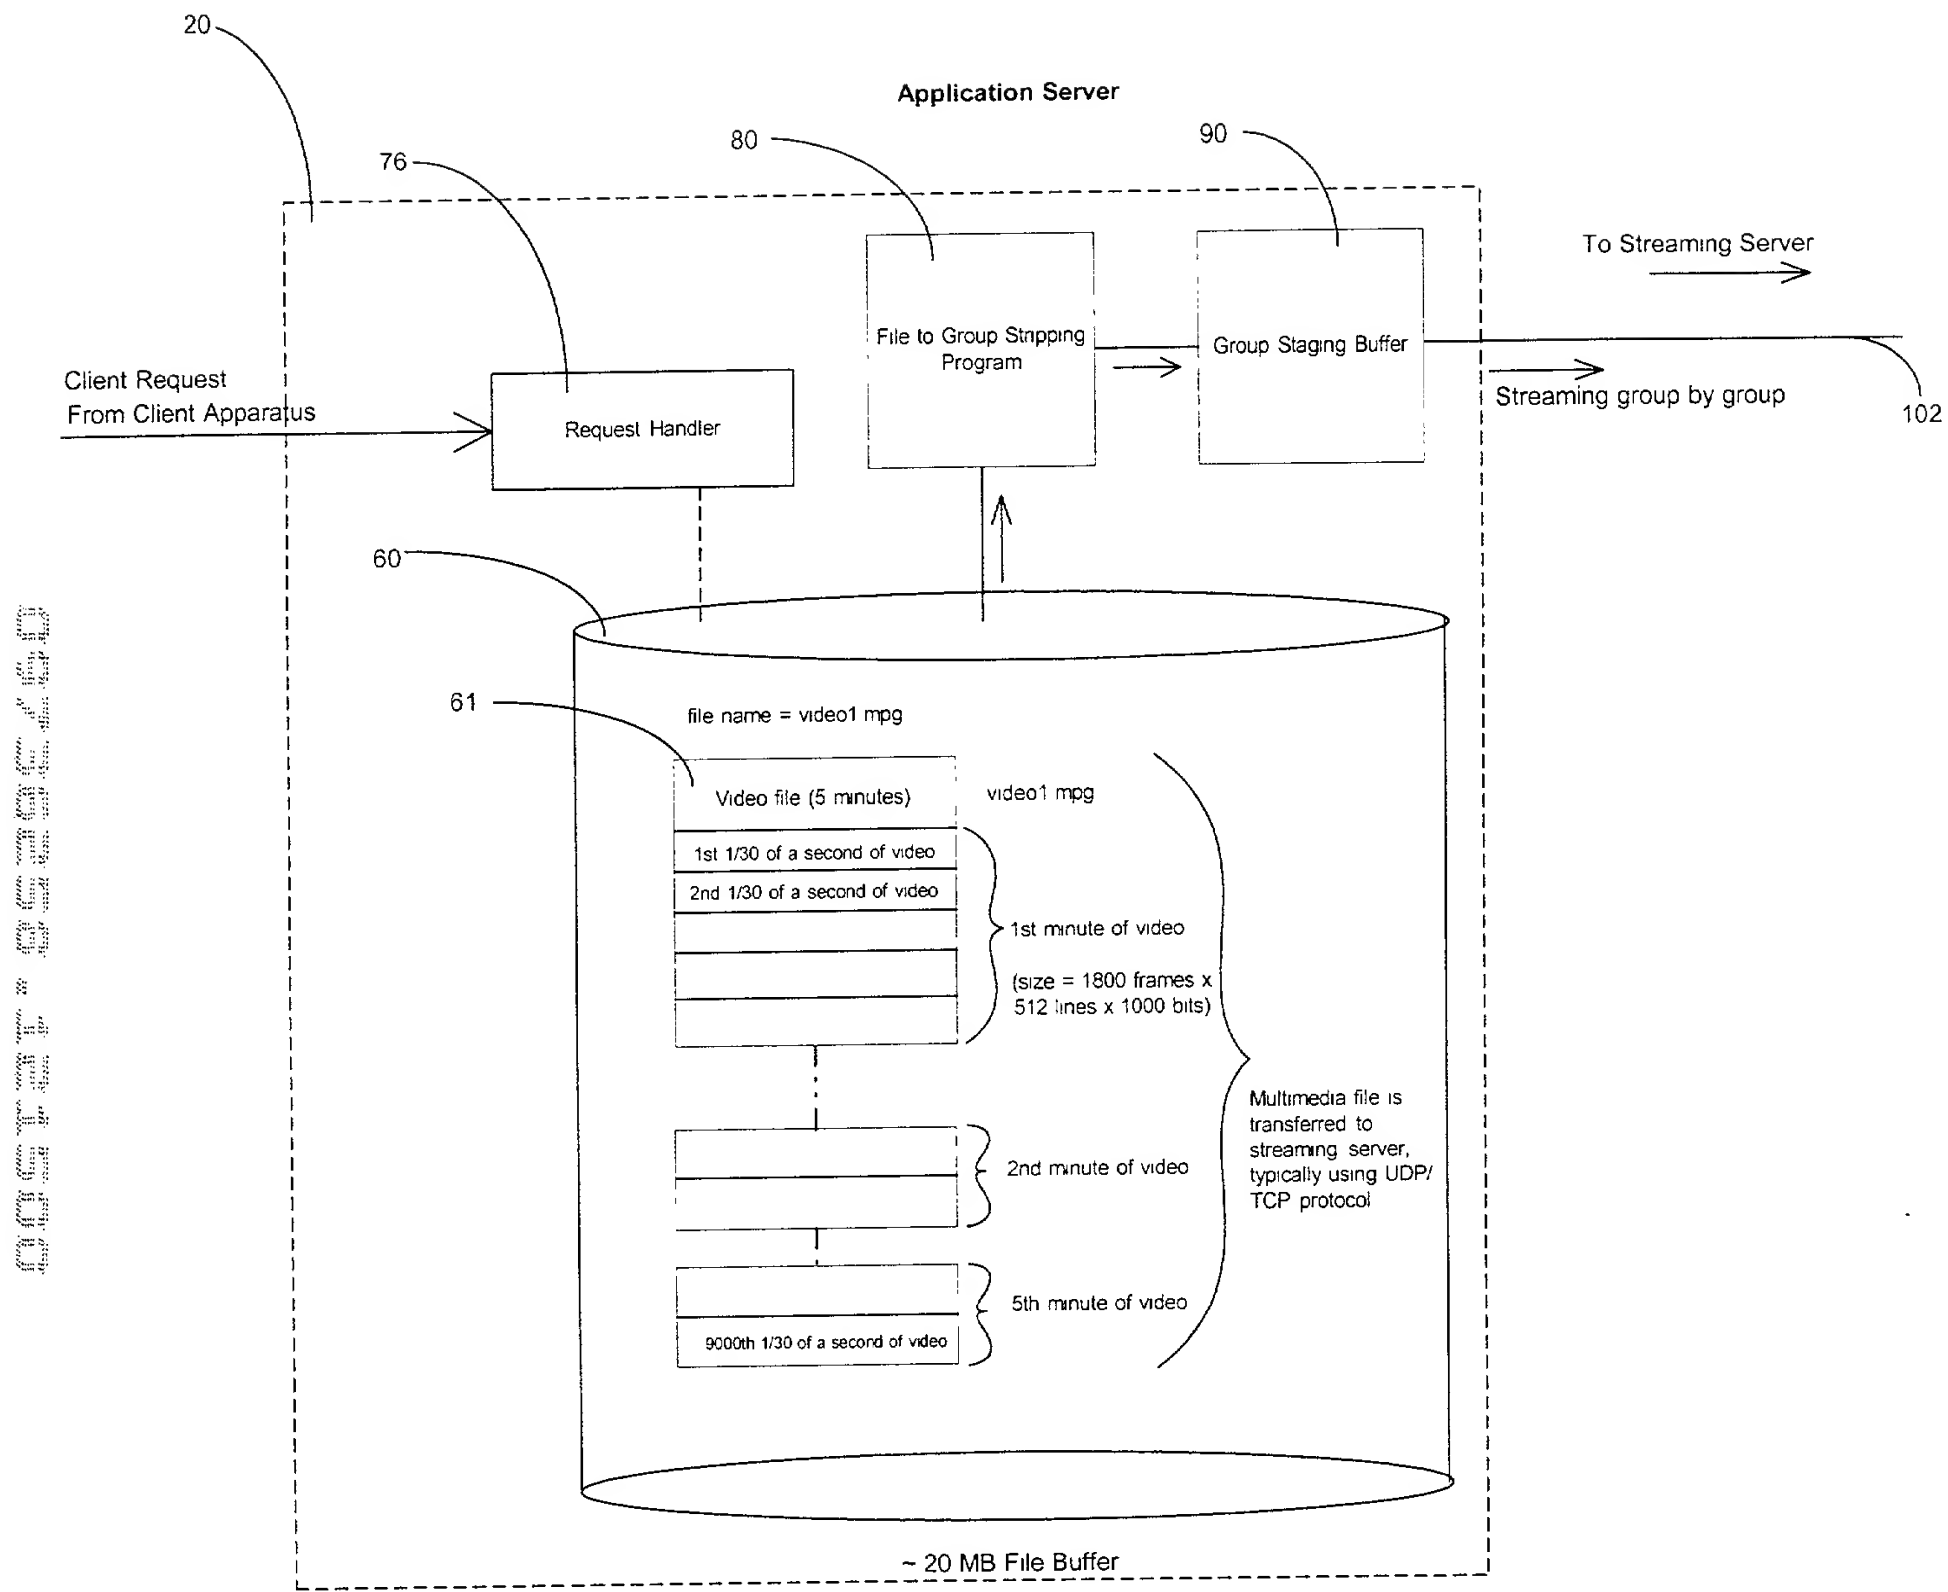 20
Application Server
76
80
90
To Streaming Server
File to Group Stripping
Program
Group Staging Buffer
Client Request
From Client Apparatus
Request Handler
Streaming group by group
102
60
61
file name = video1 mpg
Video file (5 minutes)
video1 mpg
1st 1/30 of a second of video
2nd 1/30 of a second of video
1st minute of video
(size = 1800 frames x
512 lines x 1000 bits)
Multimedia file is
transferred to
streaming server,
typically using UDP/
TCP protocol
2nd minute of video
5th minute of video
9000th 1/30 of a second of video
~ 20 MB File Buffer